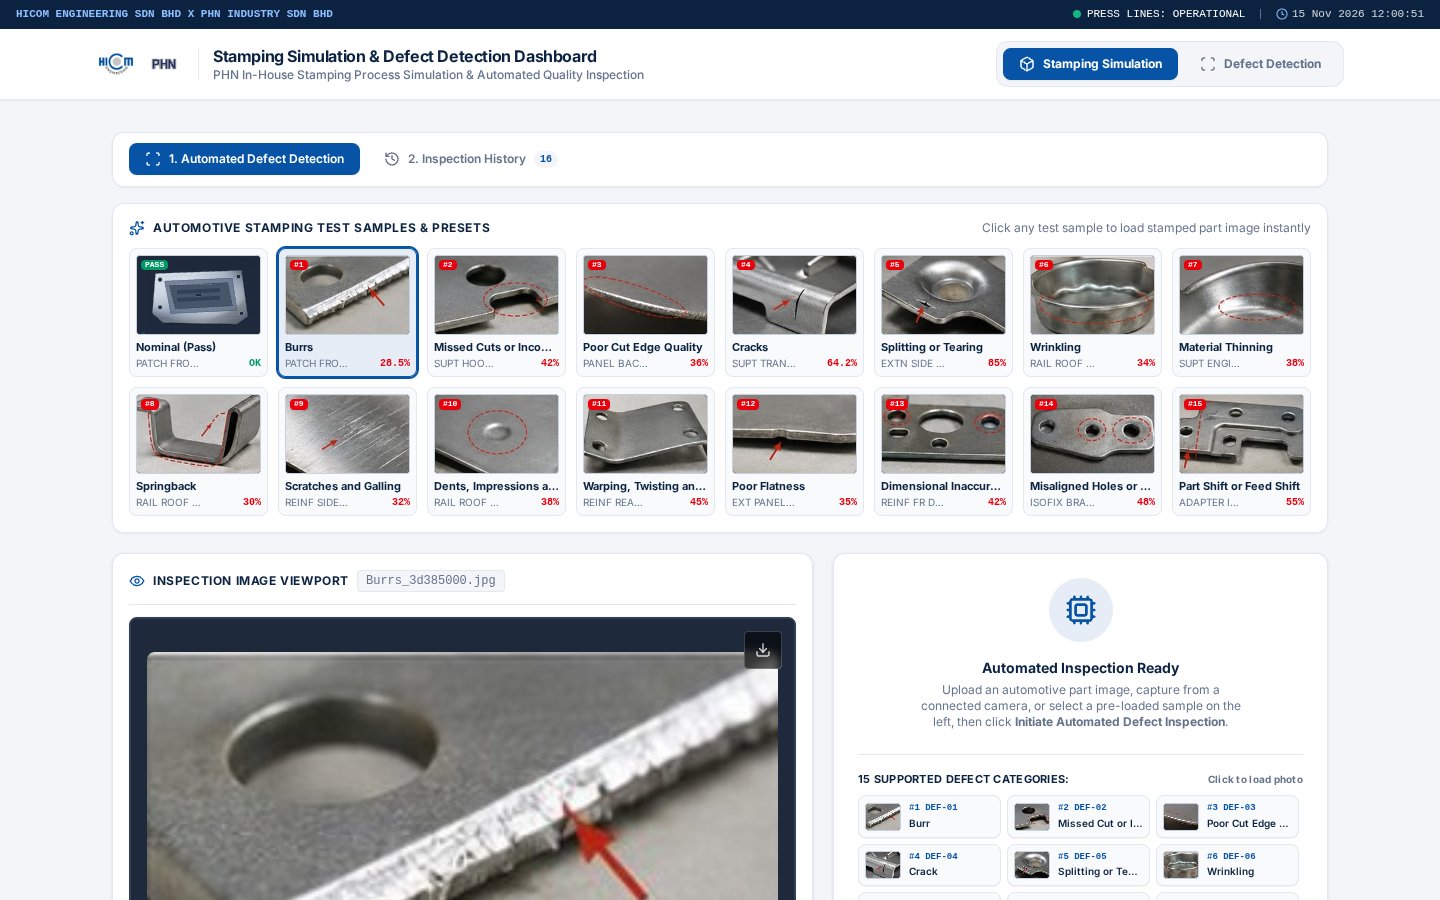 HICOM ENGINEERING SDN BHD X PHN INDUSTRY SDN BHD
PRESS LINES: OPERATIONAL | 15 Nov 2026 12:00:51
HICOM
PHN
Stamping Simulation & Defect Detection Dashboard
PHN In-House Stamping Process Simulation & Automated Quality Inspection
Stamping Simulation
Defect Detection
1. Automated Defect Detection
2. Inspection History 16
AUTOMOTIVE STAMPING TEST SAMPLES & PRESETS
Click any test sample to load stamped part image instantly
PASS
Nominal (Pass)
PATCH FRO... OK
#1
Burrs
PATCH FRO... 28.5%
#2
Missed Cuts or Inco...
SUPT HOO... 42%
#3
Poor Cut Edge Quality
PANEL BAC... 36%
#4
Cracks
SUPT TRAN... 64.2%
#5
Splitting or Tearing
EXTN SIDE ... 85%
#6
Wrinkling
RAIL ROOF ... 34%
#7
Material Thinning
SUPT ENGI... 38%
#8
Springback
RAIL ROOF ... 30%
#9
Scratches and Galling
REINF SIDE... 32%
#10
Dents, Impressions a...
RAIL ROOF ... 38%
#11
Warping, Twisting an...
REINF REA... 45%
#12
Poor Flatness
EXT PANEL... 35%
#13
Dimensional Inaccur...
REINF FR D... 42%
#14
Misaligned Holes or ...
ISOFIX BRA... 48%
#15
Part Shift or Feed Shift
ADAPTER I... 55%
INSPECTION IMAGE VIEWPORT Burrs_3d385000.jpg
Automated Inspection Ready
Upload an automotive part image, capture from a
connected camera, or select a pre-loaded sample on the
left, then click Initiate Automated Defect Inspection.
15 SUPPORTED DEFECT CATEGORIES:
Click to load photo
#1 DEF-01
Burr
#2 DEF-02
Missed Cut or I...
#3 DEF-03
Poor Cut Edge ...
#4 DEF-04
Crack
#5 DEF-05
Splitting or Te...
#6 DEF-06
Wrinkling